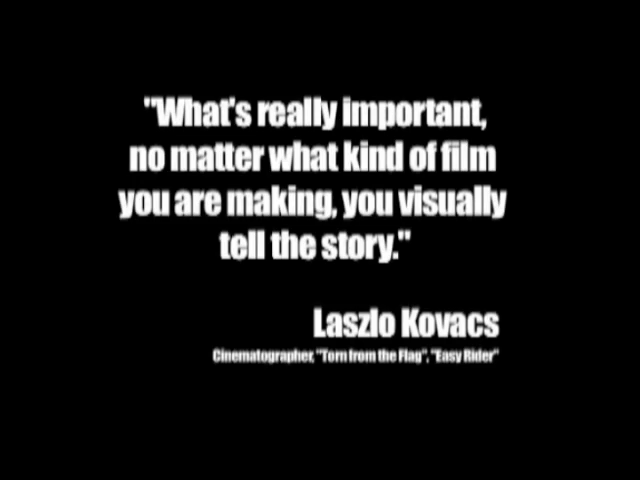 "What's really important,
no matter what kind of film
you are making, you visually
tell the story."
Laszlo Kovacs
Cinematographer, "Torn from the Flag", "Easy Rider"